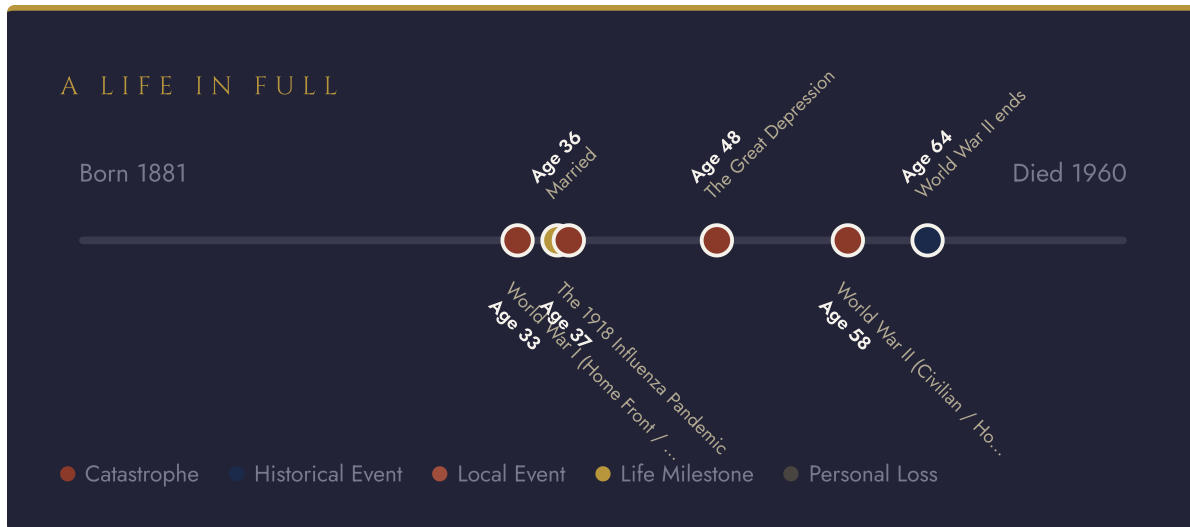 A LIFE IN FULL
Born 1881
Died 1960
Age 36
Married
Age 48
The Great Depression
Age 64
World War II ends
World War I (Home Front / ...
Age 33
The 1918 Influenza Pandemic
Age 37
World War II (Civilian / Ho...
Age 58
Catastrophe
Historical Event
Local Event
Life Milestone
Personal Loss